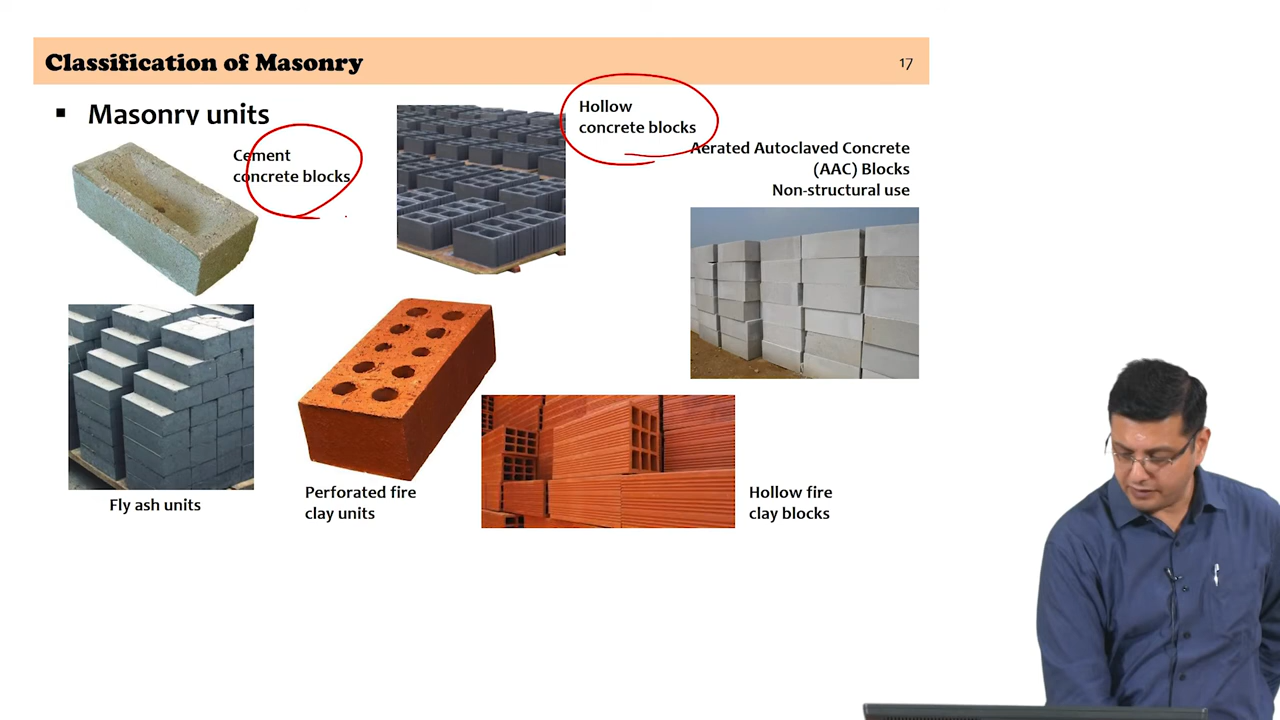 Classification of Masonry
17
▪ Masonry units
Cement
concrete blocks
Hollow
concrete blocks
Aerated Autoclaved Concrete
(AAC) Blocks
Non-structural use
Fly ash units
Perforated fire
clay units
Hollow fire
clay blocks